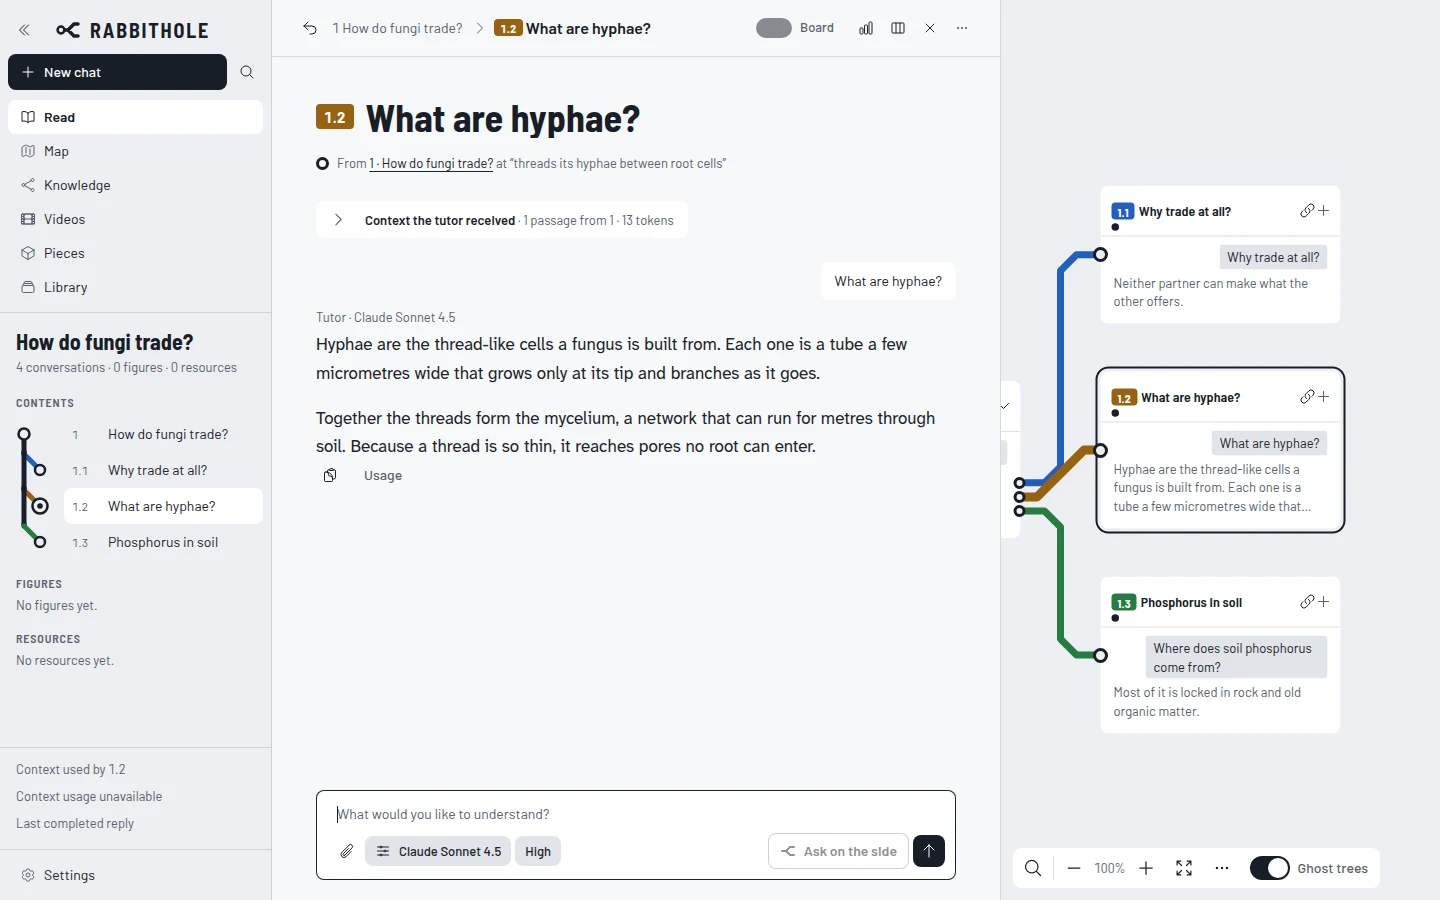 RABBITHOLE
New chat
Read
Map
Knowledge
Videos
Pieces
Library
How do fungi trade?
4 conversations · 0 figures · 0 resources
CONTENTS
1 How do fungi trade?
1.1 Why trade at all?
1.2 What are hyphae?
1.3 Phosphorus in soil
FIGURES
No figures yet.
RESOURCES
No resources yet.
Context used by 1.2
Context usage unavailable
Last completed reply
Settings
1 How do fungi trade? 1.2 What are hyphae?
Board
1.2 What are hyphae?
From 1 · How do fungi trade? at “threads its hyphae between root cells”
Context the tutor received · 1 passage from 1 · 13 tokens
What are hyphae?
Tutor · Claude Sonnet 4.5
Hyphae are the thread-like cells a fungus is built from. Each one is a tube a few
micrometres wide that grows only at its tip and branches as it goes.
Together the threads form the mycelium, a network that can run for metres through
soil. Because a thread is so thin, it reaches pores no root can enter.
Usage
What would you like to understand?
Claude Sonnet 4.5 High
Ask on the side
1.1 Why trade at all?
Why trade at all?
Neither partner can make what the
other offers.
1.2 What are hyphae?
What are hyphae?
Hyphae are the thread-like cells a
fungus is built from. Each one is a
tube a few micrometres wide that...
1.3 Phosphorus in soil
Where does soil phosphorus
come from?
Most of it is locked in rock and old
organic matter.
100%
Ghost trees